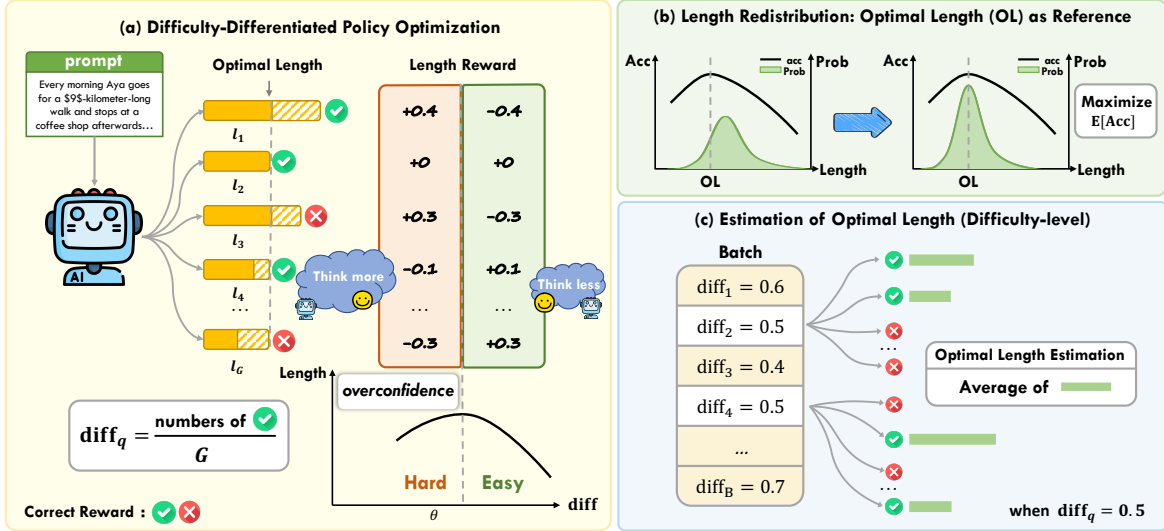 (a) Difficulty-Differentiated Policy Optimization
prompt
Every morning Aya goes
for a $9$-kilometer-long
walk and stops at a
coffee shop afterwards…
AI
Optimal Length
l₁
l₂
l₃
l₄
...
l_G
Length Reward
+0.4 −0.4
+0 +0
+0.3 −0.3
−0.1 +0.1
... ...
−0.3 +0.3
Think more
Think less
diff_q = numbers of / G
Correct Reward :
Length
overconfidence
Hard Easy
θ
diff
(b) Length Redistribution: Optimal Length (OL) as Reference
Acc
acc
Prob
Prob
Length
OL
Acc
acc
Prob
Prob
Length
OL
Maximize
E[Acc]
(c) Estimation of Optimal Length (Difficulty-level)
Batch
diff₁ = 0.6
diff₂ = 0.5
diff₃ = 0.4
diff₄ = 0.5
...
diff_B = 0.7
...
...
Optimal Length Estimation
Average of
when diff_q = 0.5